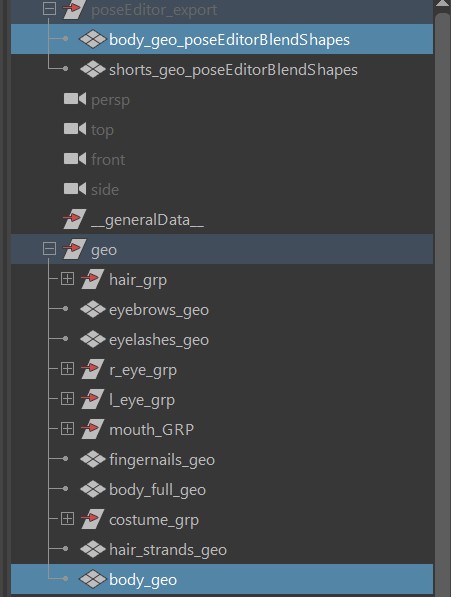 poseEditor_export
body_geo_poseEditorBlendShapes
shorts_geo_poseEditorBlendShapes
persp
top
front
side
__generalData__
geo
hair_grp
eyebrows_geo
eyelashes_geo
r_eye_grp
l_eye_grp
mouth_GRP
fingernails_geo
body_full_geo
costume_grp
hair_strands_geo
body_geo